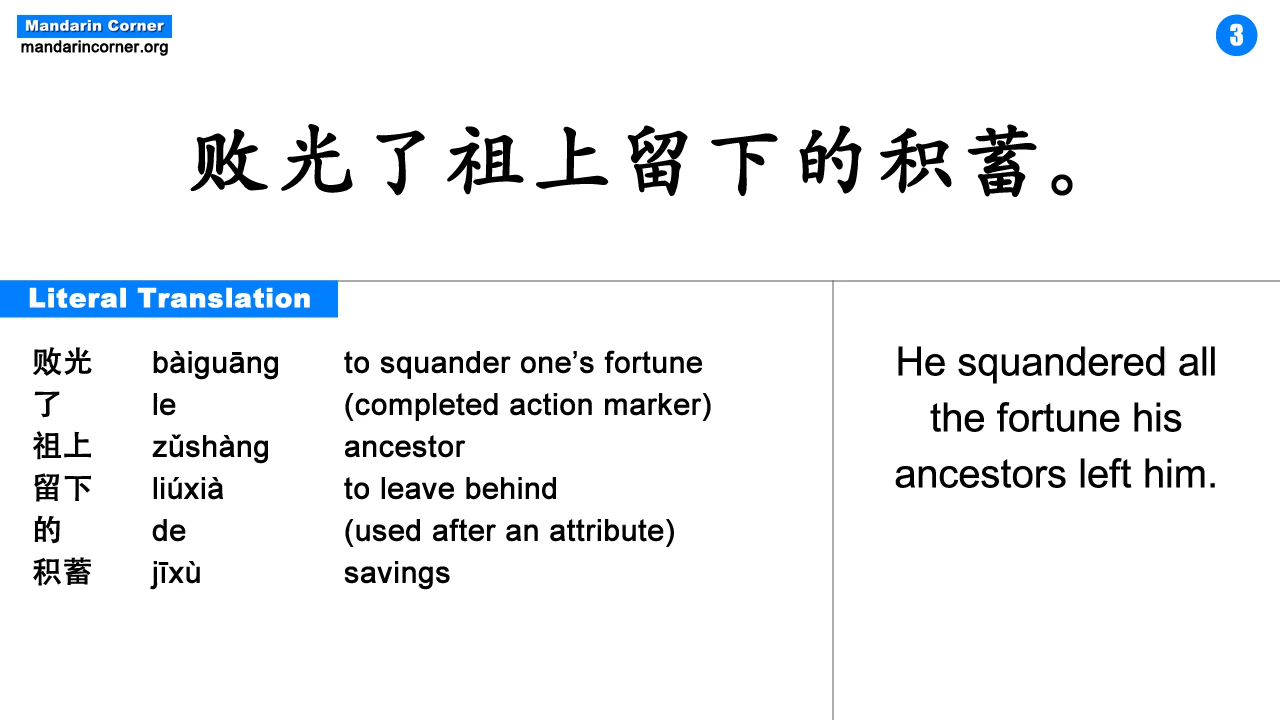 Mandarin Corner
mandarincorner.org
3
败光了祖上留下的积蓄。
Literal Translation
败光 bàiguāng to squander one’s fortune
了 le (completed action marker)
祖上 zǔshàng ancestor
留下 liúxià to leave behind
的 de (used after an attribute)
积蓄 jīxù savings
He squandered all
the fortune his
ancestors left him.